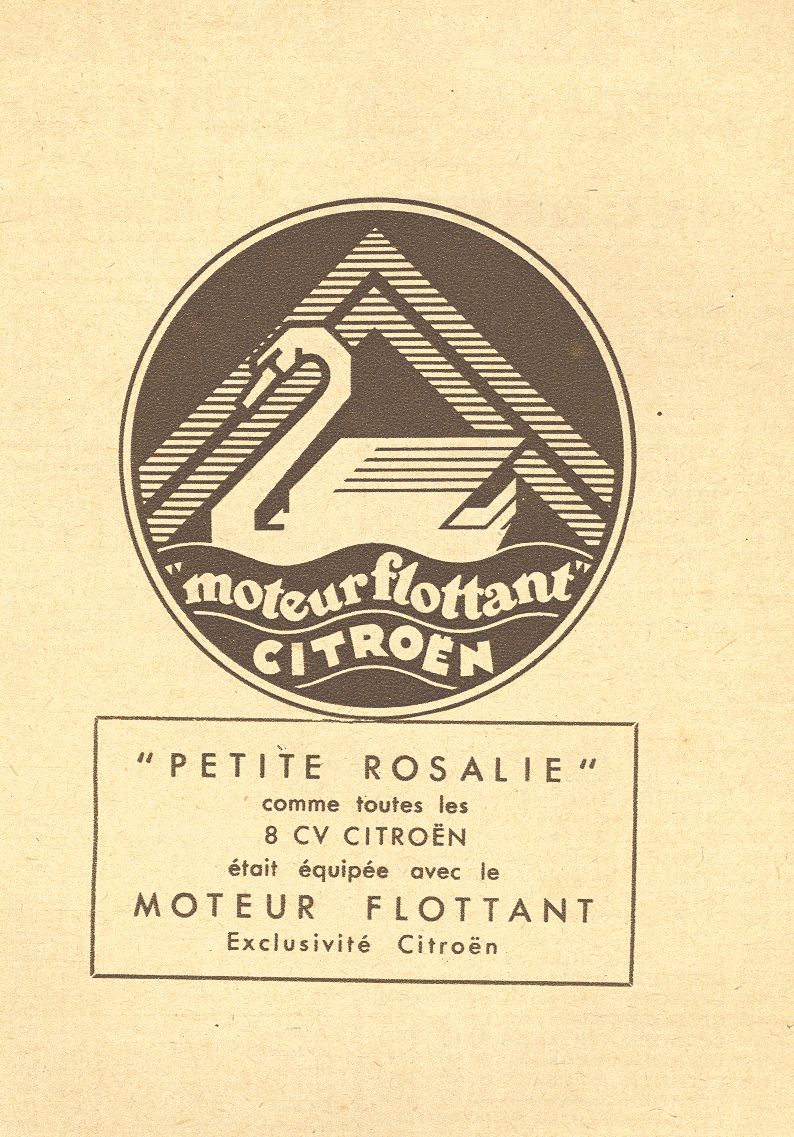 "moteur flottant"
CITROËN
"PETITE ROSALIE"
comme toutes les
8 CV CITROËN
était équipée avec le
MOTEUR FLOTTANT
Exclusivité Citroën